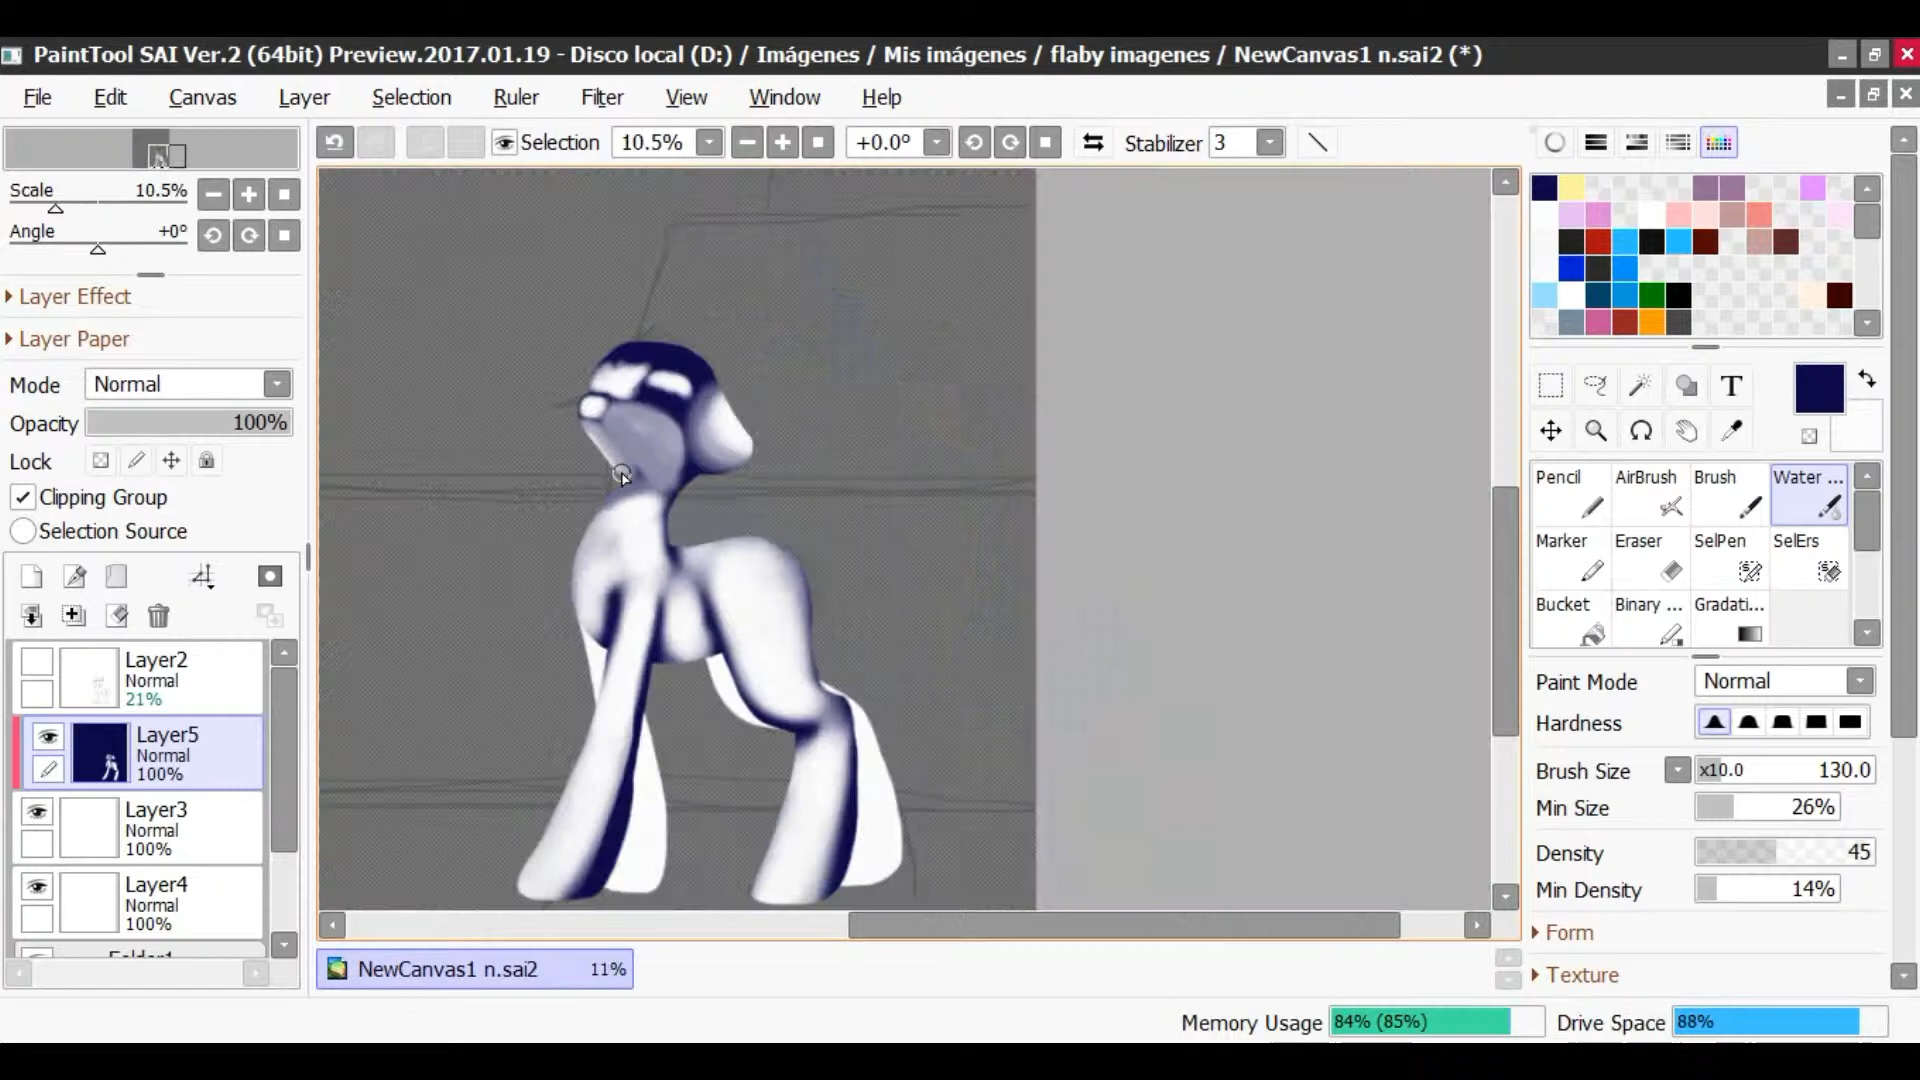 PaintTool SAI Ver.2 (64bit) Preview.2017.01.19 - Disco local (D:) / Imágenes / Mis imágenes / flaby imagenes / NewCanvas1 n.sai2 (*)
File Edit Canvas Layer Selection Ruler Filter View Window Help
Selection 10.5% +0.0° Stabilizer 3
Scale 10.5%
Angle +0°
Layer Effect
Layer Paper
Mode Normal
Opacity 100%
Lock
Clipping Group
Selection Source
Layer2
Normal
21%
Layer5
Normal
100%
Layer3
Normal
100%
Layer4
Normal
100%
Folder1
NewCanvas1 n.sai2 11%
T
Pencil AirBrush Brush Water ...
Marker Eraser SelPen SelErs
Bucket Binary ... Gradati...
Paint Mode Normal
Hardness
Brush Size x10.0 130.0
Min Size 26%
Density 45
Min Density 14%
Form
Texture
Memory Usage 84% (85%) Drive Space 88%